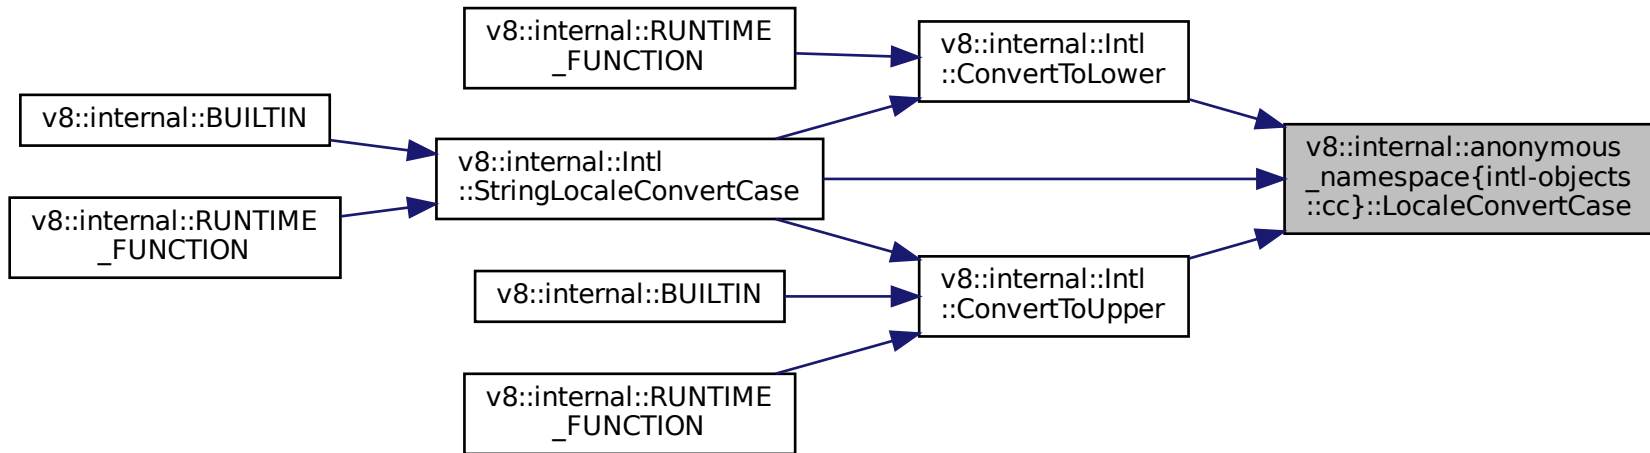 v8::internal::RUNTIME
_FUNCTION
v8::internal::Intl
::ConvertToLower
v8::internal::BUILTIN
v8::internal::Intl
::StringLocaleConvertCase
v8::internal::anonymous
_namespace{intl-objects
::cc}::LocaleConvertCase
v8::internal::RUNTIME
_FUNCTION
v8::internal::BUILTIN
v8::internal::Intl
::ConvertToUpper
v8::internal::RUNTIME
_FUNCTION